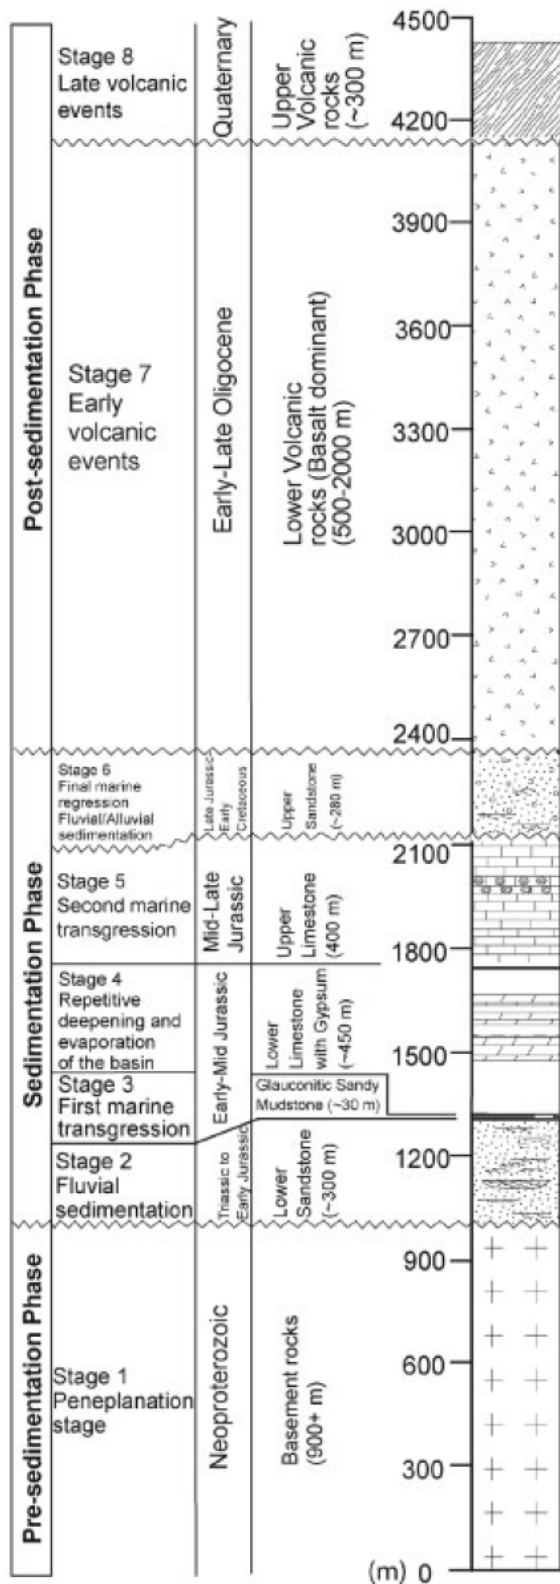 Post-sedimentation Phase
Sedimentation Phase
Pre-sedimentation Phase
Stage 8
Late volcanic
events
Quaternary
Upper
Volcanic
rocks
(~300 m)
Stage 7
Early
volcanic
events
Early-Late Oligocene
Lower Volcanic
rocks (Basalt dominant)
(500-2000 m)
Stage 6
Final marine
regression
Fluvial/Alluvial
sedimentation
Late Jurassic-
Early
Cretaceous
Upper
Sandstone
(~280 m)
Stage 5
Second marine
transgression
Mid-Late
Jurassic
Upper
Limestone
(400 m)
Stage 4
Repetitive
deepening and
evaporation
of the basin
Early-Mid Jurassic
Lower
Limestone
with Gypsum
(~450 m)
Stage 3
First marine
transgression
Glauconitic Sandy
Mudstone (~30 m)
Stage 2
Fluvial
sedimentation
Triassic to
Early Jurassic
Lower
Sandstone
(~300 m)
Stage 1
Peneplanation
stage
Neoproterozoic
Basement rocks
(900+ m)
4500
4200
3900
3600
3300
3000
2700
2400
2100
1800
1500
1200
900
600
300
(m) 0